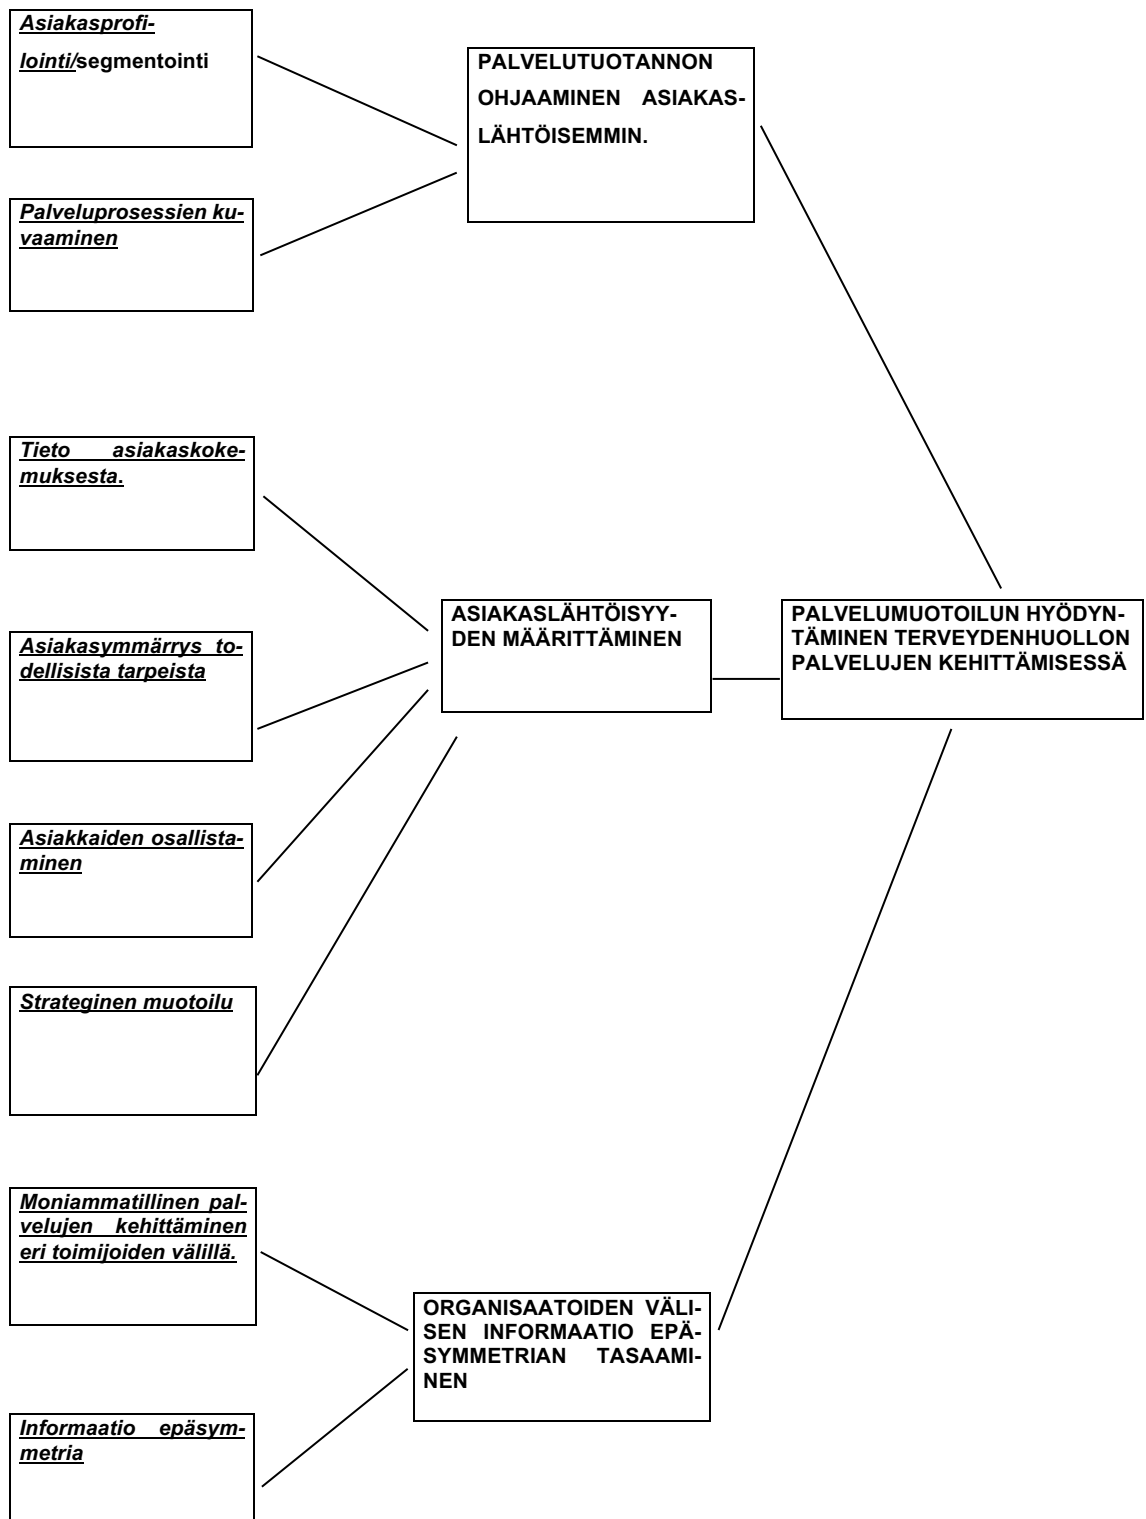 Asiakasprofi-
lointi/segmentointi
PALVELUTUOTANNON
OHJAAMINEN ASIAKAS-
LÄHTÖISEMMIN.
Palveluprosessien ku-
vaaminen
Tieto asiakaskoke-
muksesta.
ASIAKASLÄHTÖISYY-
DEN MÄÄRITTÄMINEN
PALVELUMUOTOILUN HYÖDYN-
TÄMINEN TERVEYDENHUOLLON
PALVELUJEN KEHITTÄMISESSÄ
Asiakasymmärrys to-
dellisista tarpeista
Asiakkaiden osallista-
minen
Strateginen muotoilu
Moniammatillinen pal-
velujen kehittäminen
eri toimijoiden välillä.
ORGANISAATOIDEN VÄLI-
SEN INFORMAATIO EPÄ-
SYMMETRIAN TASAAMI-
NEN
Informaatio epäsym-
metria